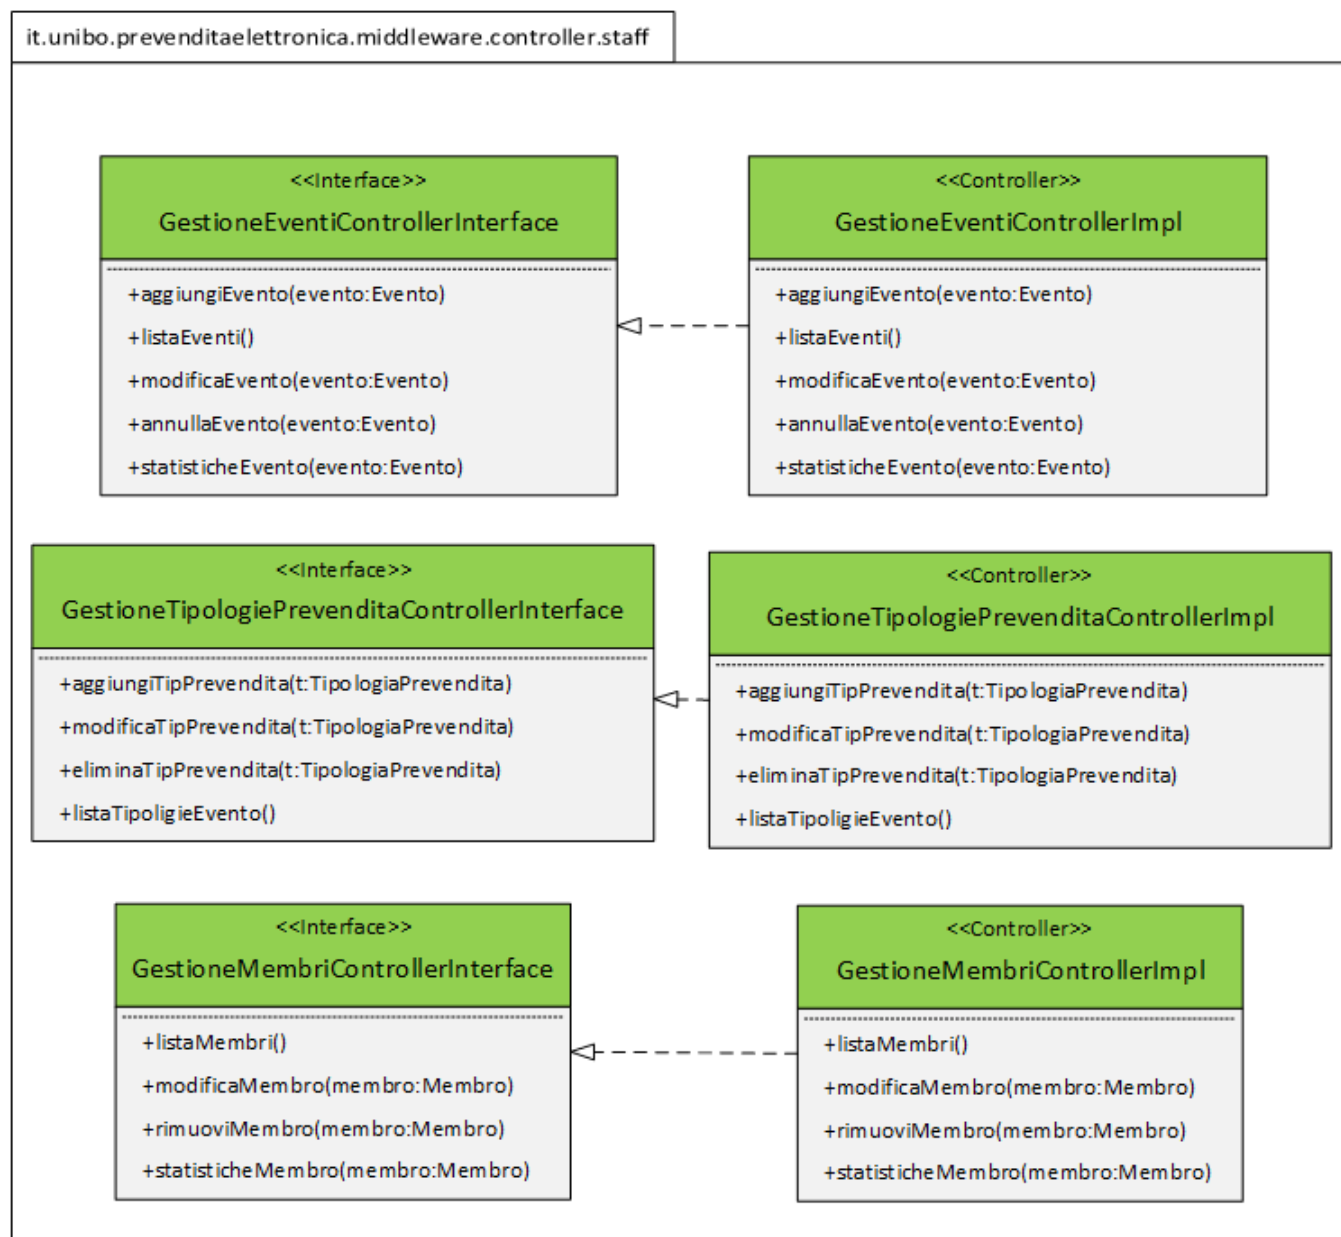 it.unibo.prevenditaelettronica.middleware.controller.staff
<<Interface>>
GestioneEventiControllerInterface
+aggiungiEvento(evento:Evento)
+listaEventi()
+modificaEvento(evento:Evento)
+annullaEvento(evento:Evento)
+statisticheEvento(evento:Evento)
<<Controller>>
GestioneEventiControllerImpl
+aggiungiEvento(evento:Evento)
+listaEventi()
+modificaEvento(evento:Evento)
+annullaEvento(evento:Evento)
+statisticheEvento(evento:Evento)
<<Interface>>
GestioneTipologiePrevenditaControllerInterface
+aggiungiTipPrevendita(t:TipologiaPrevendita)
+modificaTipPrevendita(t:TipologiaPrevendita)
+eliminaTipPrevendita(t:TipologiaPrevendita)
+listaTipoligieEvento()
<<Controller>>
GestioneTipologiePrevenditaControllerImpl
+aggiungiTipPrevendita(t:TipologiaPrevendita)
+modificaTipPrevendita(t:TipologiaPrevendita)
+eliminaTipPrevendita(t:TipologiaPrevendita)
+listaTipoligieEvento()
<<Interface>>
GestioneMembriControllerInterface
+listaMembri()
+modificaMembro(membro:Membro)
+rimuoviMembro(membro:Membro)
+statisticheMembro(membro:Membro)
<<Controller>>
GestioneMembriControllerImpl
+listaMembri()
+modificaMembro(membro:Membro)
+rimuoviMembro(membro:Membro)
+statisticheMembro(membro:Membro)